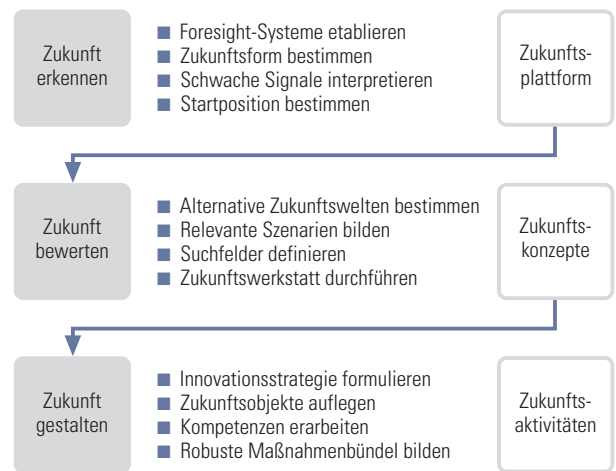 Zukunft
erkennen
■ Foresight-Systeme etablieren
■ Zukunftsform bestimmen
■ Schwache Signale interpretieren
■ Startposition bestimmen
Zukunfts-
plattform
Zukunft
bewerten
■ Alternative Zukunftswelten bestimmen
■ Relevante Szenarien bilden
■ Suchfelder definieren
■ Zukunftswerkstatt durchführen
Zukunfts-
konzepte
Zukunft
gestalten
■ Innovationsstrategie formulieren
■ Zukunftsobjekte auflegen
■ Kompetenzen erarbeiten
■ Robuste Maßnahmenbündel bilden
Zukunfts-
aktivitäten